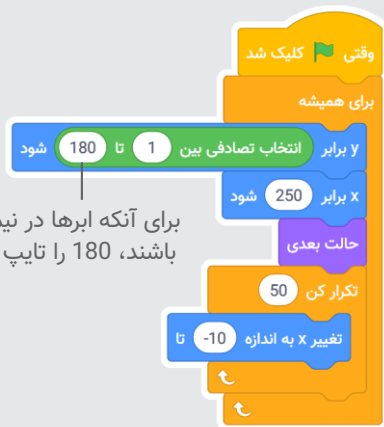 وقتی کلیک شد
برای همیشه
y برابر انتخاب تصادفی بین 1 تا 180 شود
x برابر 250 شود
برای آنکه ابرها در
باشند، 180 را تایپ
حالت بعدی
تکرار کن 50
تغییر x به اندازه -10 تا